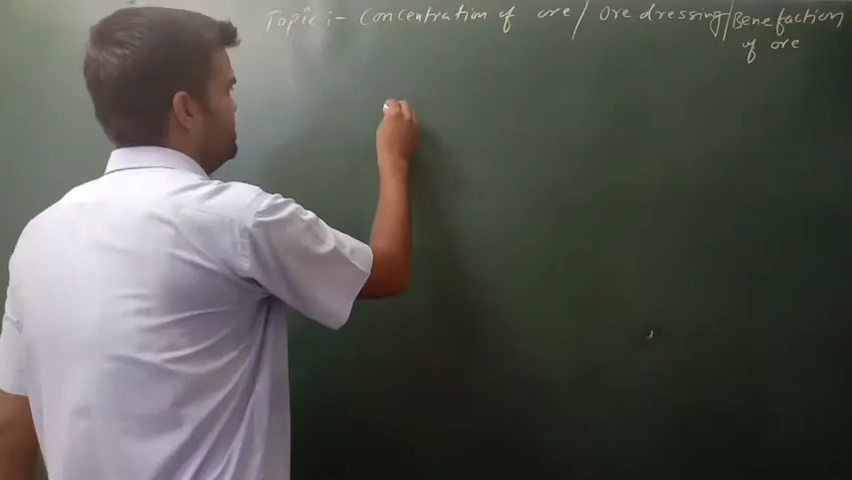 Topic :- Concentration of ore / Ore dressing / Benefaction
of ore